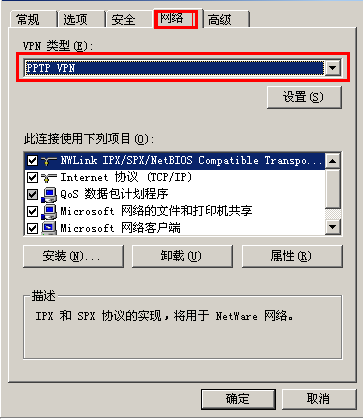 常规 选项 安全 网络 高级
VPN 类型(E):
PPTP VPN
设置(S)
此连接使用下列项目(O):
NWLink IPX/SPX/NetBIOS Compatible Transpo...
Internet 协议 (TCP/IP)
QoS 数据包计划程序
Microsoft 网络的文件和打印机共享
Microsoft 网络客户端
安装(N)... 卸载(U) 属性(R)
描述
IPX 和 SPX 协议的实现,将用于 NetWare 网络。
确定 取消